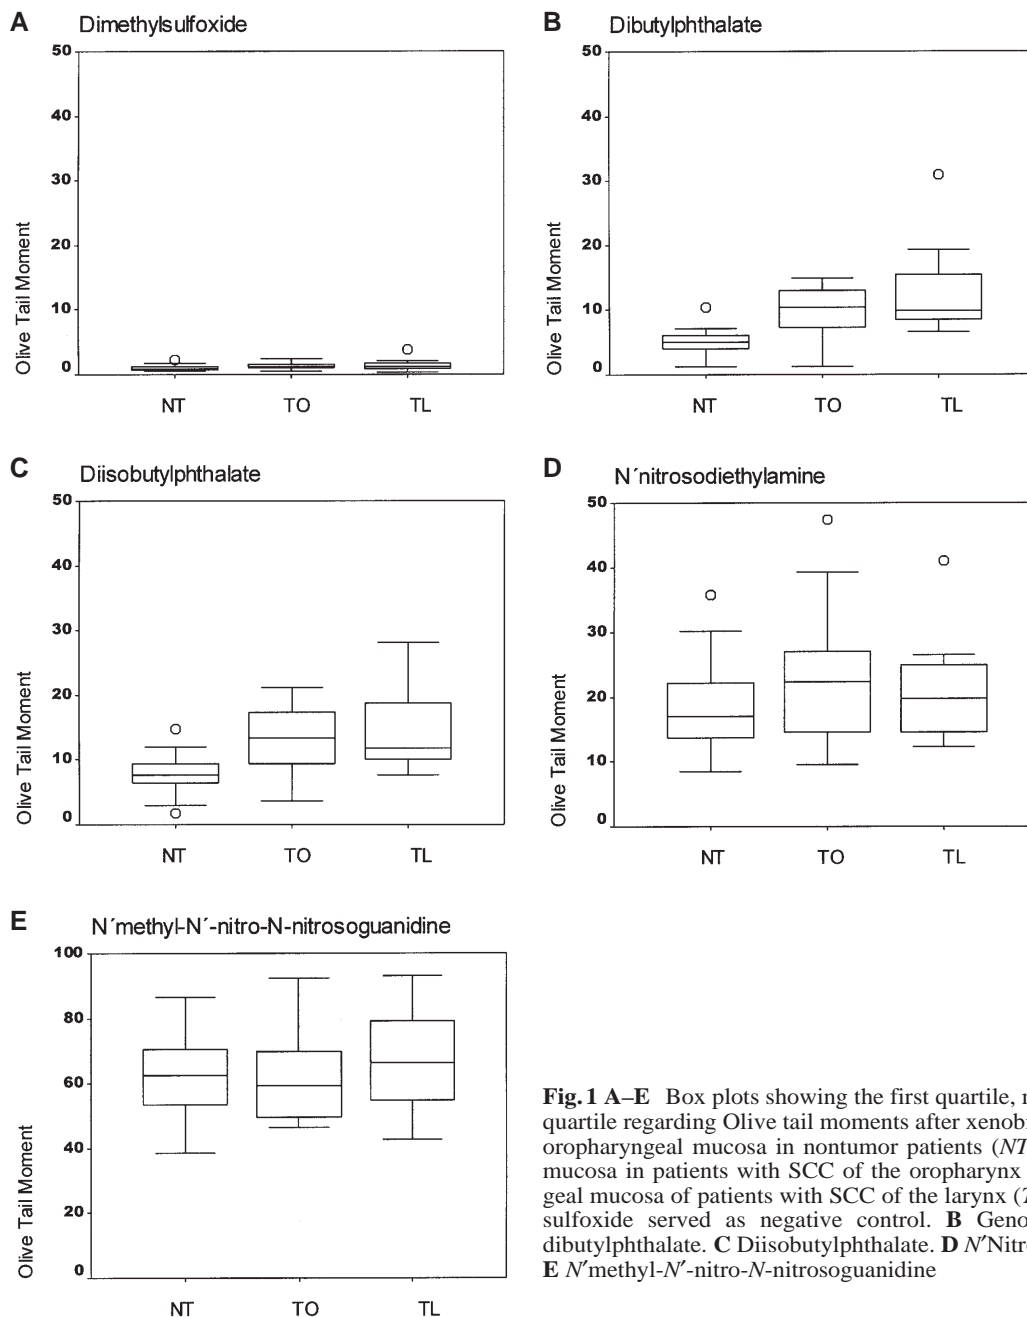 A
Dimethylsulfoxide
50
40
30
20
10
0
Olive Tail Moment
NT TO TL
B
Dibutylphthalate
50
40
30
20
10
0
Olive Tail Moment
NT TO TL
C
Diisobutylphthalate
50
40
30
20
10
0
Olive Tail Moment
NT TO TL
D
N´nitrosodiethylamine
50
40
30
20
10
0
Olive Tail Moment
NT TO TL
E
N´methyl-N´-nitro-N-nitrosoguanidine
100
80
60
40
20
0
Olive Tail Moment
NT TO TL
Fig. 1 A–E Box plots showing the first quartile,
quartile regarding Olive tail moments after xenobi
oropharyngeal mucosa in nontumor patients (NT
mucosa in patients with SCC of the oropharynx
geal mucosa of patients with SCC of the larynx (
sulfoxide served as negative control. B Geno
dibutylphthalate. C Diisobutylphthalate. D N′Nitro
E N′methyl-N′-nitro-N-nitrosoguanidine